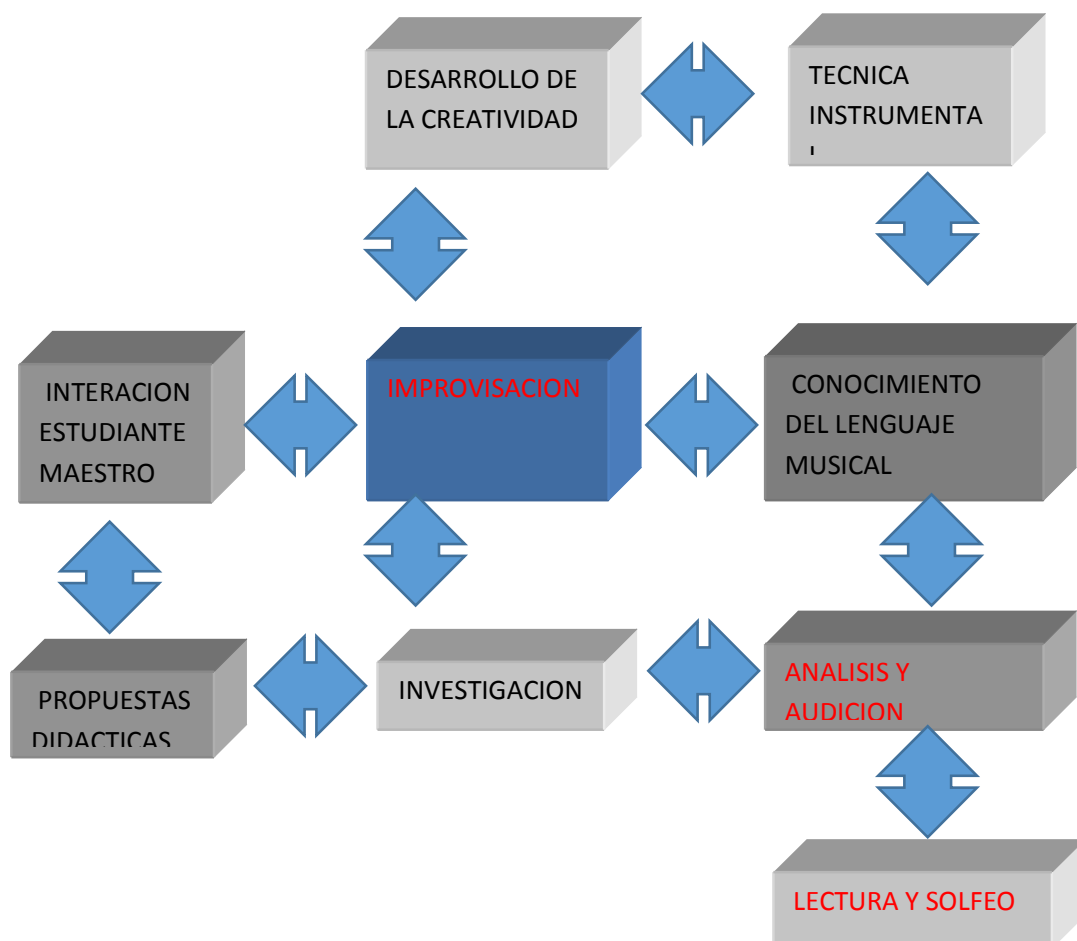 DESARROLLO DE
LA CREATIVIDAD
TECNICA
INSTRUMENTA
L
INTERACION
ESTUDIANTE
MAESTRO
IMPROVISACION
CONOCIMIENTO
DEL LENGUAJE
MUSICAL
PROPUESTAS
DIDACTICAS
INVESTIGACION
ANALISIS Y
AUDICION
LECTURA Y SOLFEO